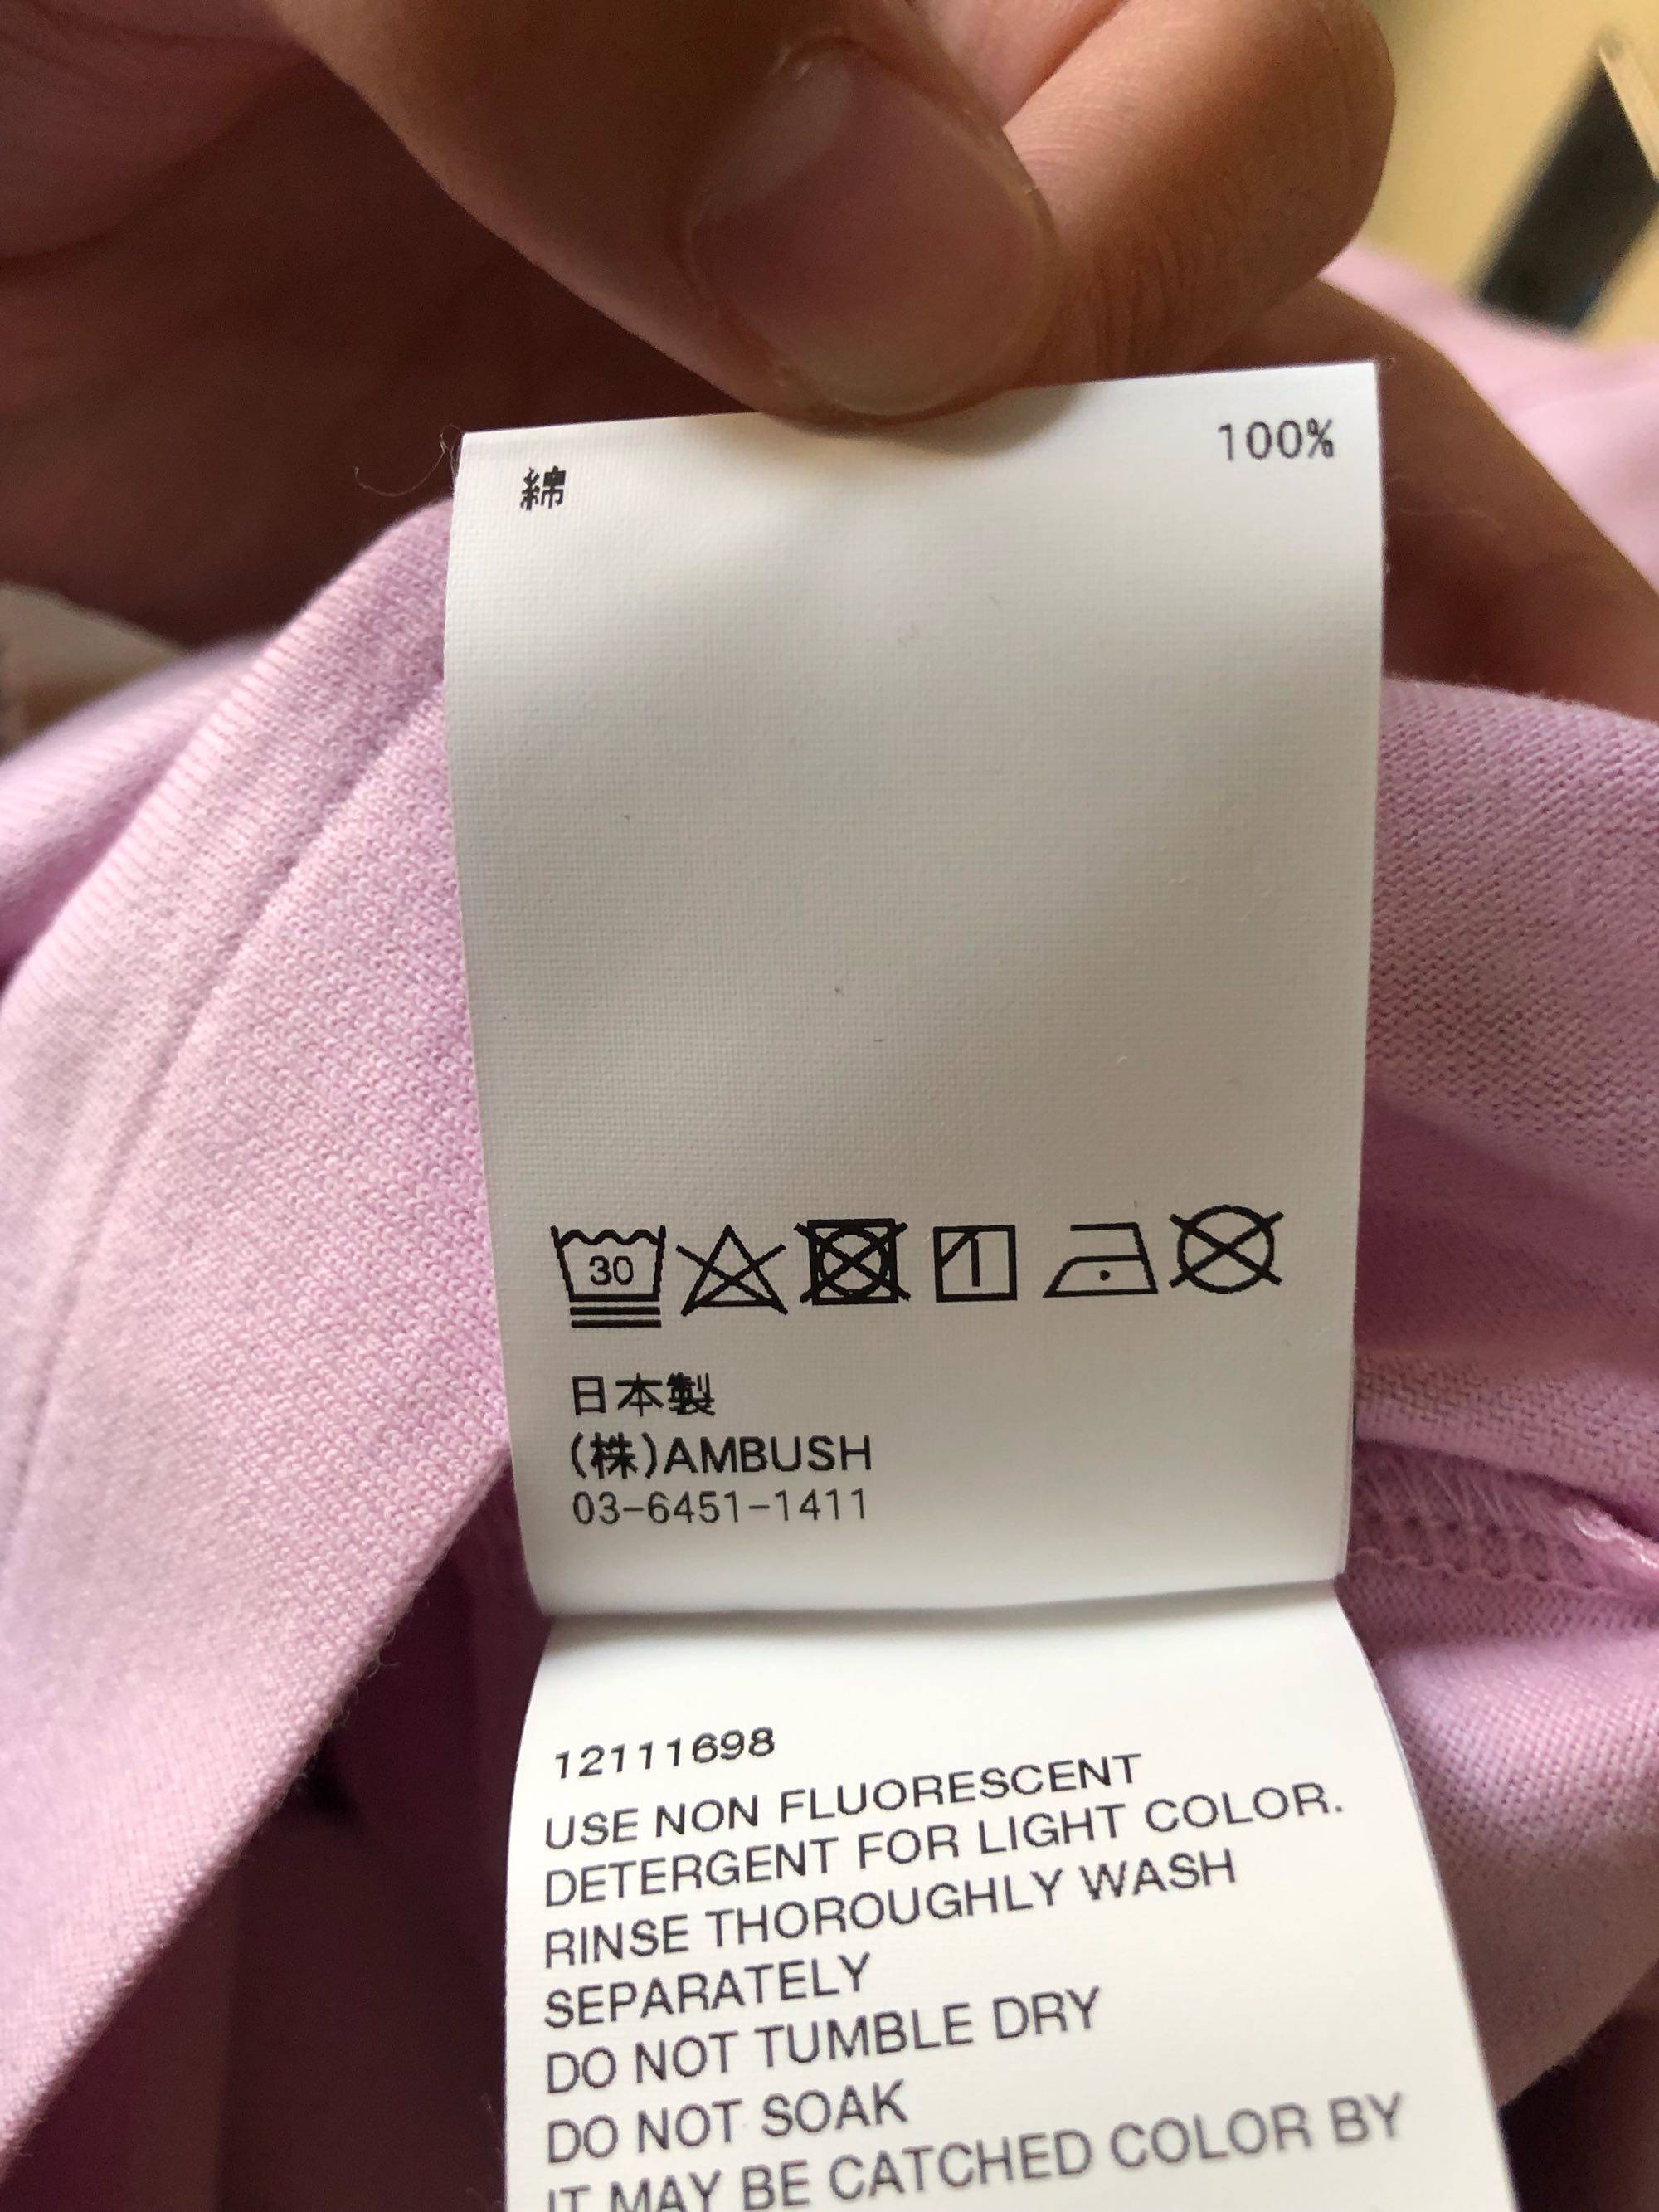 綿 100%
30
日本製
(株)AMBUSH
03-6451-1411
12111698
USE NON FLUORESCENT
DETERGENT FOR LIGHT COLOR.
RINSE THOROUGHLY WASH
SEPARATELY
DO NOT TUMBLE DRY
DO NOT SOAK
IT MAY BE CATCHED COLOR BY